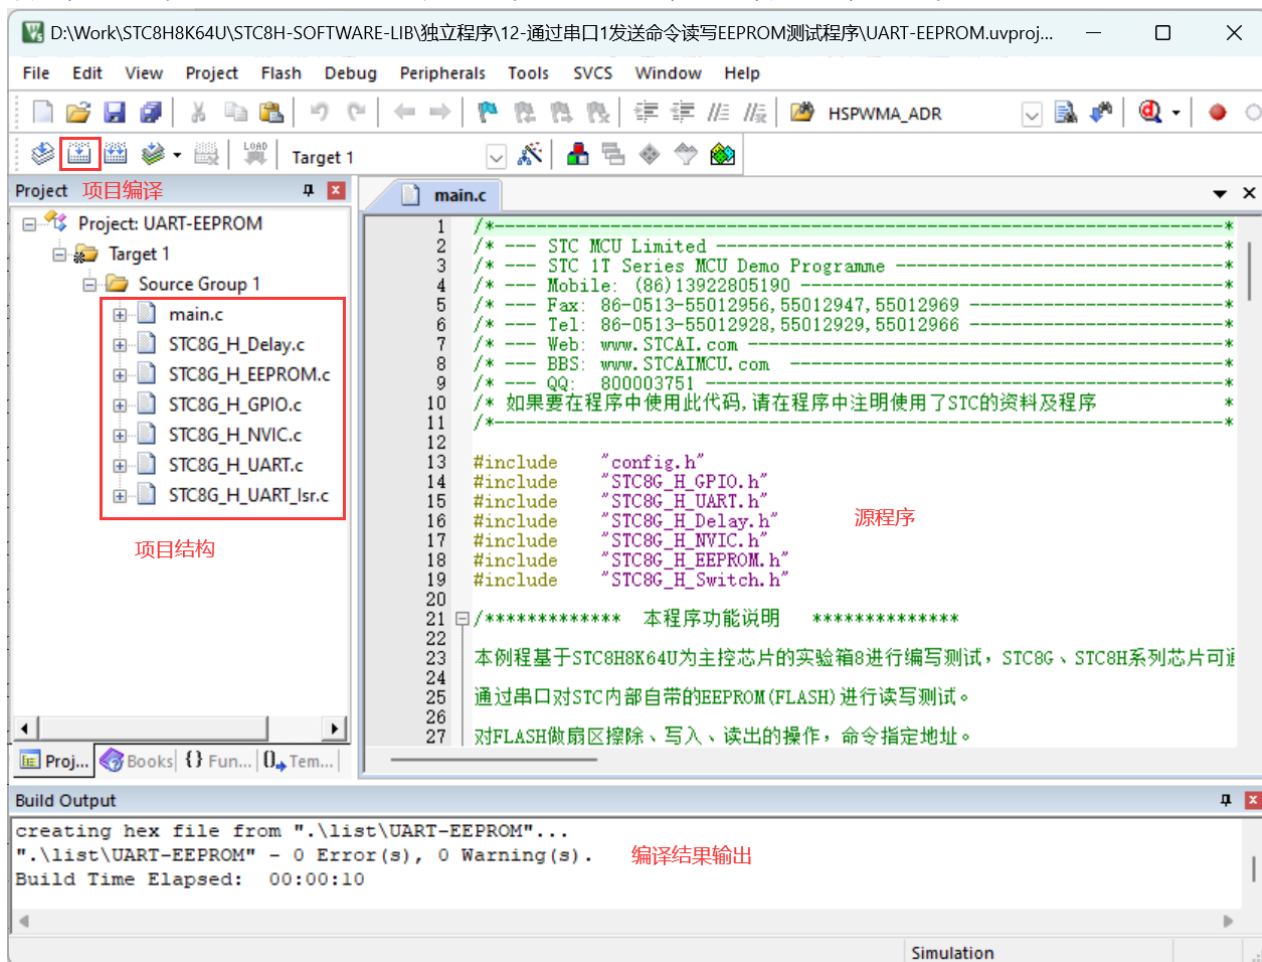 D:\Work\STC8H8K64U\STC8H-SOFTWARE-LIB\独立程序\12-通过串口1发送命令读写EEPROM测试程序\UART-EEPROM.uvproj...
File Edit View Project Flash Debug Peripherals Tools SVCS Window Help
HSPWMA_ADR
LOAD Target 1
Project 项目编译
main.c
Project: UART-EEPROM
Target 1
Source Group 1
main.c
STC8G_H_Delay.c
STC8G_H_EEPROM.c
STC8G_H_GPIO.c
STC8G_H_NVIC.c
STC8G_H_UART.c
STC8G_H_UART_Isr.c
项目结构
Proj... Books {} Fun... Tem...
1 /*---------------------------------------------------------------------*
2 /* --- STC MCU Limited ------------------------------------------------*
3 /* --- STC 1T Series MCU Demo Programme -------------------------------*
4 /* --- Mobile: (86)13922805190 ----------------------------------------*
5 /* --- Fax: 86-0513-55012956,55012947,55012969 ------------------------*
6 /* --- Tel: 86-0513-55012928,55012929,55012966 ------------------------*
7 /* --- Web: www.STCAI.com ---------------------------------------------*
8 /* --- BBS: www.STCAIMCU.com -----------------------------------------*
9 /* --- QQ: 800003751 -------------------------------------------------*
10 /* 如果要在程序中使用此代码,请在程序中注明使用了STC的资料及程序 *
11 /*---------------------------------------------------------------------*
12
13 #include "config.h"
14 #include "STC8G_H_GPIO.h"
15 #include "STC8G_H_UART.h"
16 #include "STC8G_H_Delay.h"
17 #include "STC8G_H_NVIC.h"
18 #include "STC8G_H_EEPROM.h"
19 #include "STC8G_H_Switch.h"
源程序
20
21 /************* 本程序功能说明 **************
22
23 本例程基于STC8H8K64U为主控芯片的实验箱8进行编写测试，STC8G、STC8H系列芯片可通
24
25 通过串口对STC内部自带的EEPROM(FLASH)进行读写测试。
26
27 对FLASH做扇区擦除、写入、读出的操作，命令指定地址。
Build Output
creating hex file from ".\list\UART-EEPROM"...
".\list\UART-EEPROM" - 0 Error(s), 0 Warning(s).
编译结果输出
Build Time Elapsed: 00:00:10
Simulation